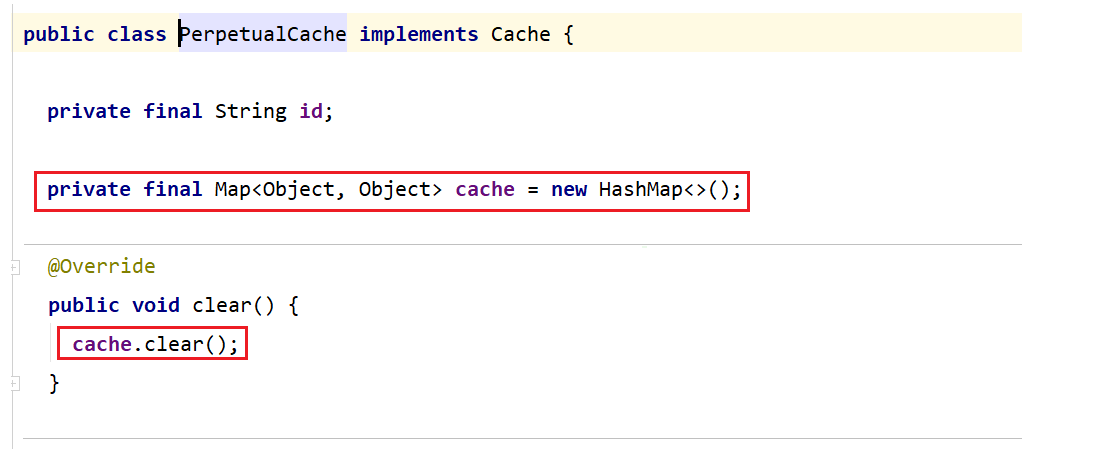 public class PerpetualCache implements Cache {
private final String id;
private final Map<Object, Object> cache = new HashMap<>();
@Override
public void clear() {
cache.clear();
}